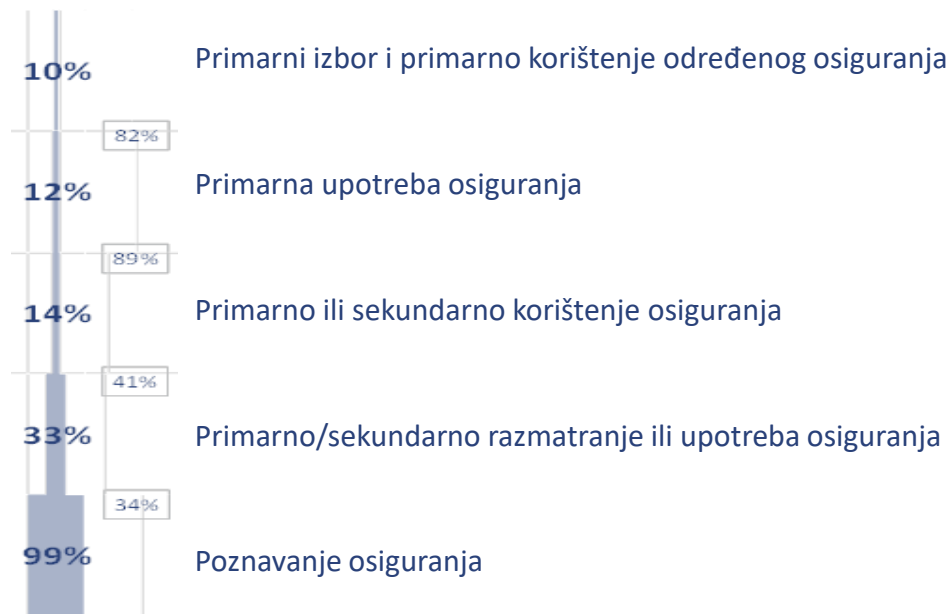 10%
Primarni izbor i primarno korištenje određenog osiguranja
82%
12%
Primarna upotreba osiguranja
89%
14%
Primarno ili sekundarno korištenje osiguranja
41%
33%
Primarno/sekundarno razmatranje ili upotreba osiguranja
34%
99%
Poznavanje osiguranja